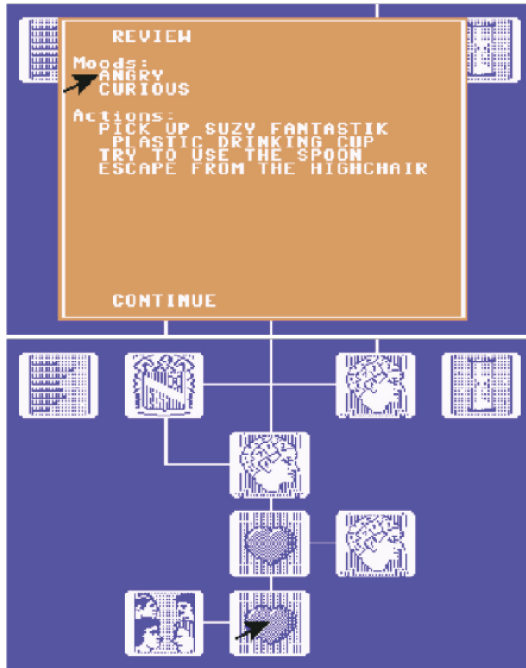 REVIEW
Moods:
ANGRY
CURIOUS
Actions:
PICK UP SUZY FANTASTIK
PLASTIC DRINKING CUP
TRY TO USE THE SPOON
ESCAPE FROM THE HIGHCHAIR
CONTINUE